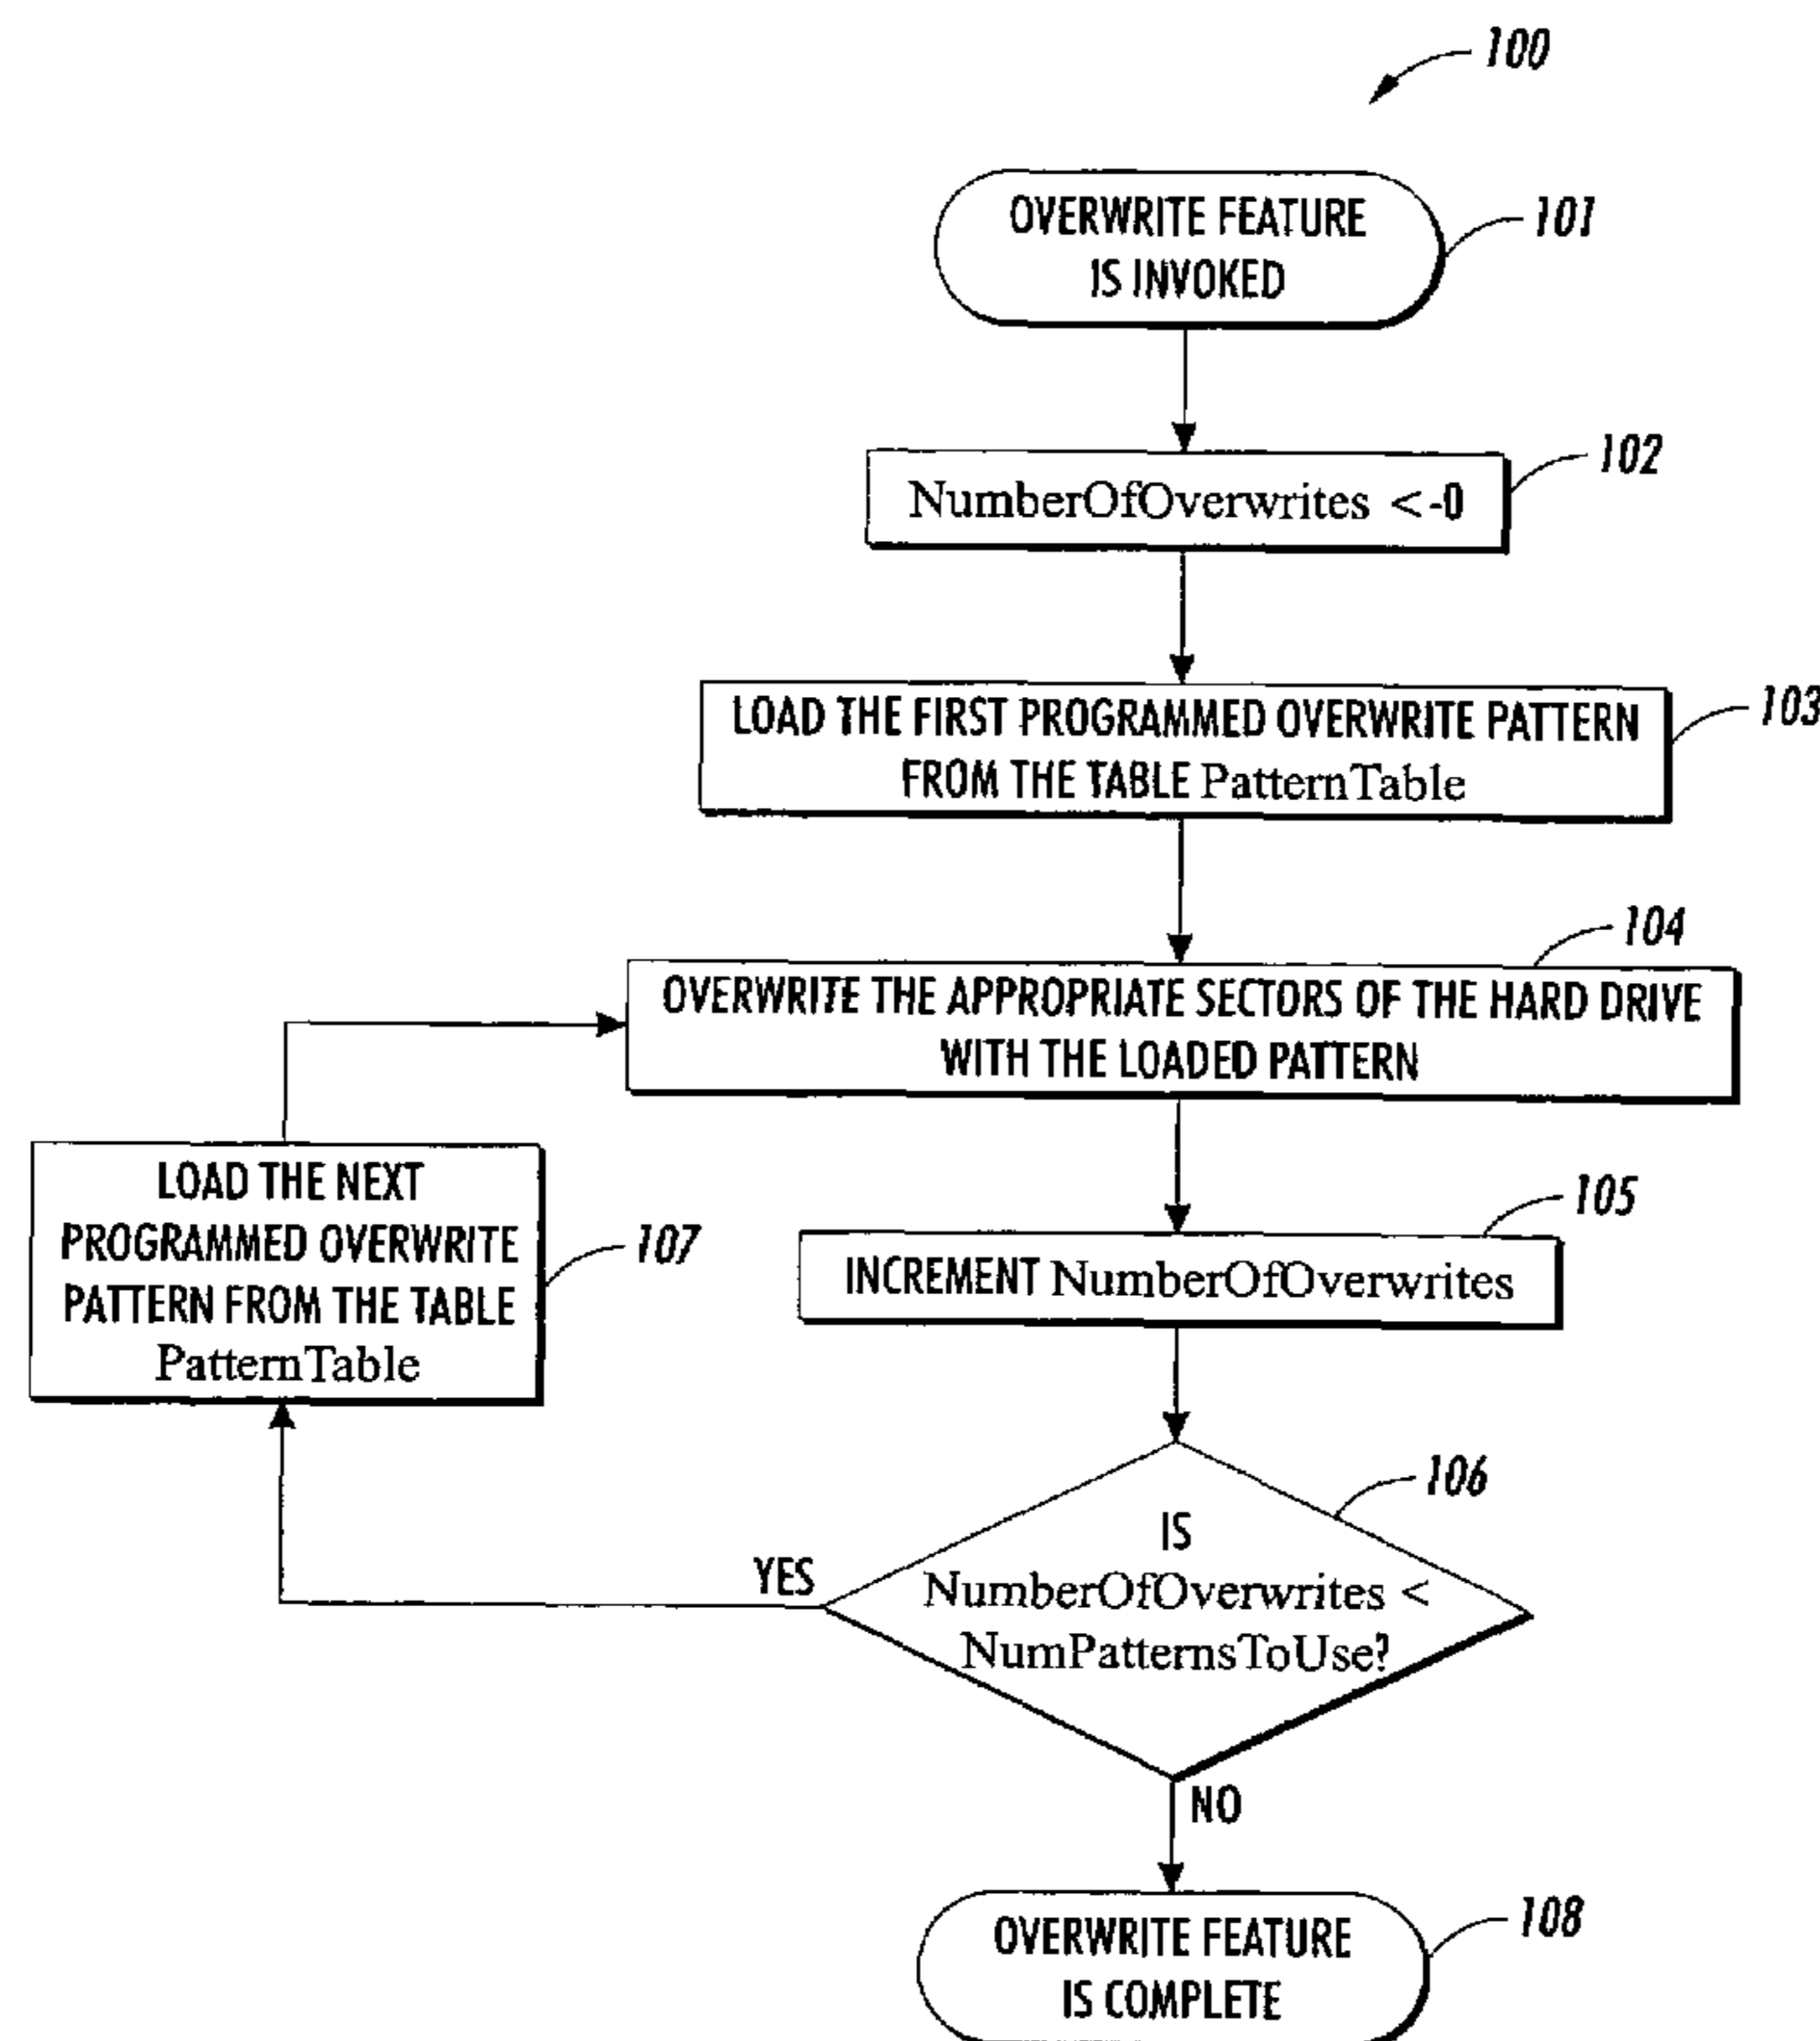 100
OVERWRITE FEATURE
IS INVOKED
101
NumberOfOverwrites <-0
102
LOAD THE FIRST PROGRAMMED OVERWRITE PATTERN
FROM THE TABLE PatternTable
103
104
OVERWRITE THE APPROPRIATE SECTORS OF THE HARD DRIVE
WITH THE LOADED PATTERN
LOAD THE NEXT
PROGRAMMED OVERWRITE
PATTERN FROM THE TABLE
PatternTable
107
105
INCREMENT NumberOfOverwrites
106
IS
NumberOfOverwrites <
NumPatternsToUse?
YES
NO
OVERWRITE FEATURE
IS COMPLETE
108